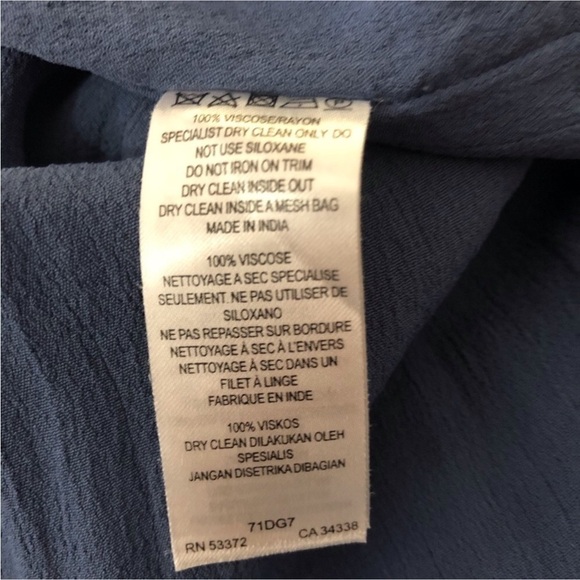 100% VISCOSE/RAYON
SPECIALIST DRY CLEAN ONLY DO
NOT USE SILOXANE
DO NOT IRON ON TRIM
DRY CLEAN INSIDE OUT
DRY CLEAN INSIDE A MESH BAG
MADE IN INDIA
100% VISCOSE
NETTOYAGE A SEC SPECIALISE
SEULEMENT. NE PAS UTILISER DE
SILOXANO
NE PAS REPASSER SUR BORDURE
NETTOYAGE À SEC À L'ENVERS
NETTOYAGE À SEC DANS UN
FILET À LINGE
FABRIQUE EN INDE
100% VISKOS
DRY CLEAN DILAKUKAN OLEH
SPESIALIS
JANGAN DISETRIKA DIBAGIAN
71DG7
RN 53372 CA 34338